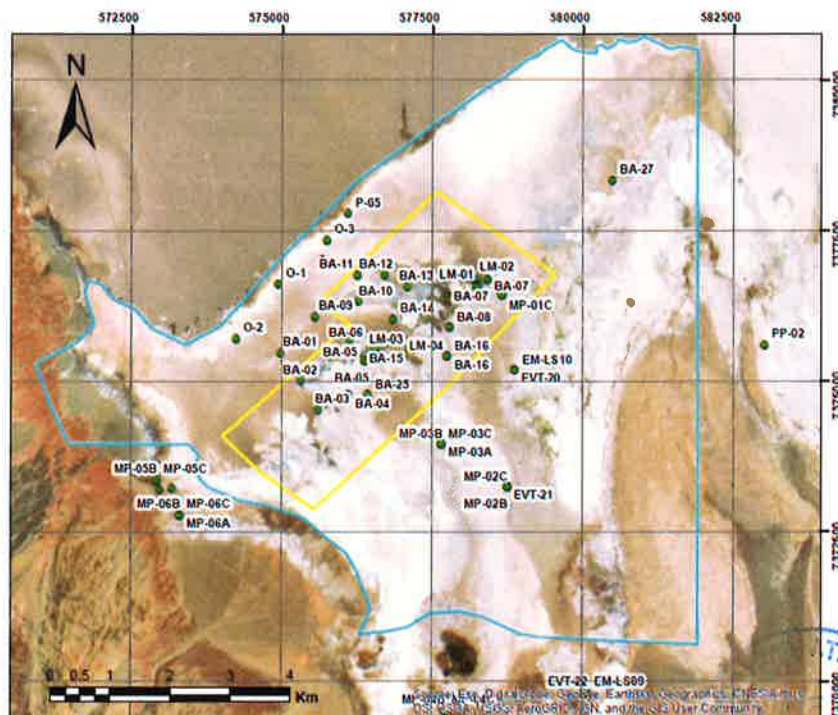 572500 575000 577500 580000 582500
N
BA-27
P-05
O-3
BA-11 BA-12
BA-13 LM-01 LM-02
O-1
BA-10 BA-07 BA-07
MP-01C
BA-09
BA-14
BA-08
O-2
BA-06 LM-03
LM-04 BA-16
PP-02
BA-01
BA-05 BA-15
BA-16
EM-LS10
BA-02
BA-05 BA-25
EVT-20
BA-03 BA-04
MP-03B MP-03C
MP-03A
MP-05B MP-05C
MP-02C
EVT-21
MP-06B MP-06C
MP-02B
MP-06A
7377500
7375000
7372500
EVT-22 EM-LS09
0 0.5 1 2 3 4
Km